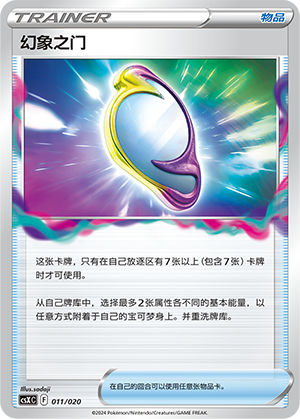 TRAINER 物品
幻象之门
这张卡牌，只有在自己放逐区有7张以上（包含7张）卡牌
时才可使用。
从自己牌库中，选择最多2张属性各不同的基本能量，以
任意方式附着于自己的宝可梦身上。并重洗牌库。
Illus.sadaji
csXC F 011/020
在自己的回合可以使用任意张物品卡。
©2024 Pokémon/Nintendo/Creatures/GAME FREAK.